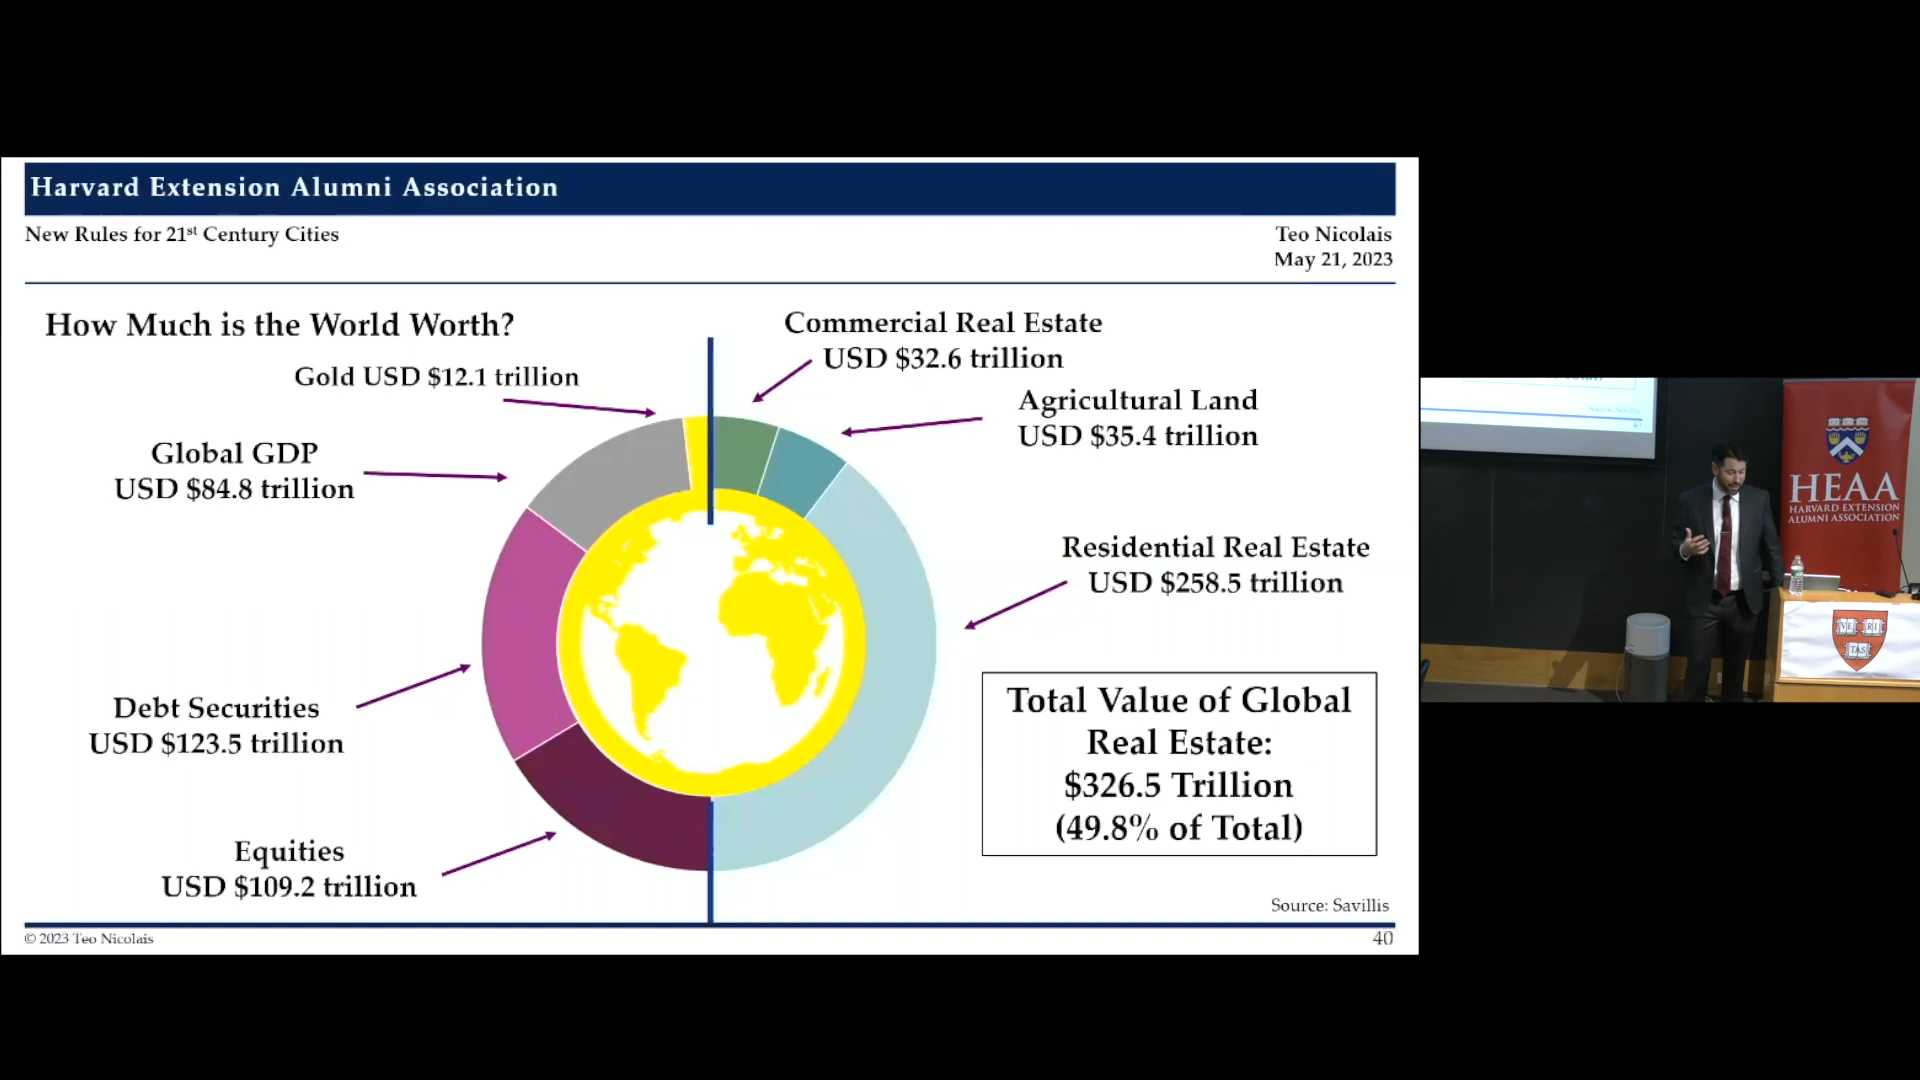 Harvard Extension Alumni Association
New Rules for 21st Century Cities
Teo Nicolais
May 21, 2023
How Much is the World Worth?
Commercial Real Estate
USD $32.6 trillion
Gold USD $12.1 trillion
Agricultural Land
USD $35.4 trillion
Global GDP
USD $84.8 trillion
Residential Real Estate
USD $258.5 trillion
Debt Securities
USD $123.5 trillion
Total Value of Global
Real Estate:
$326.5 Trillion
(49.8% of Total)
Equities
USD $109.2 trillion
Source: Savillis
© 2023 Teo Nicolais
40
HEAA
HARVARD EXTENSION
ALUMNI ASSOCIATION
VE RI
TAS